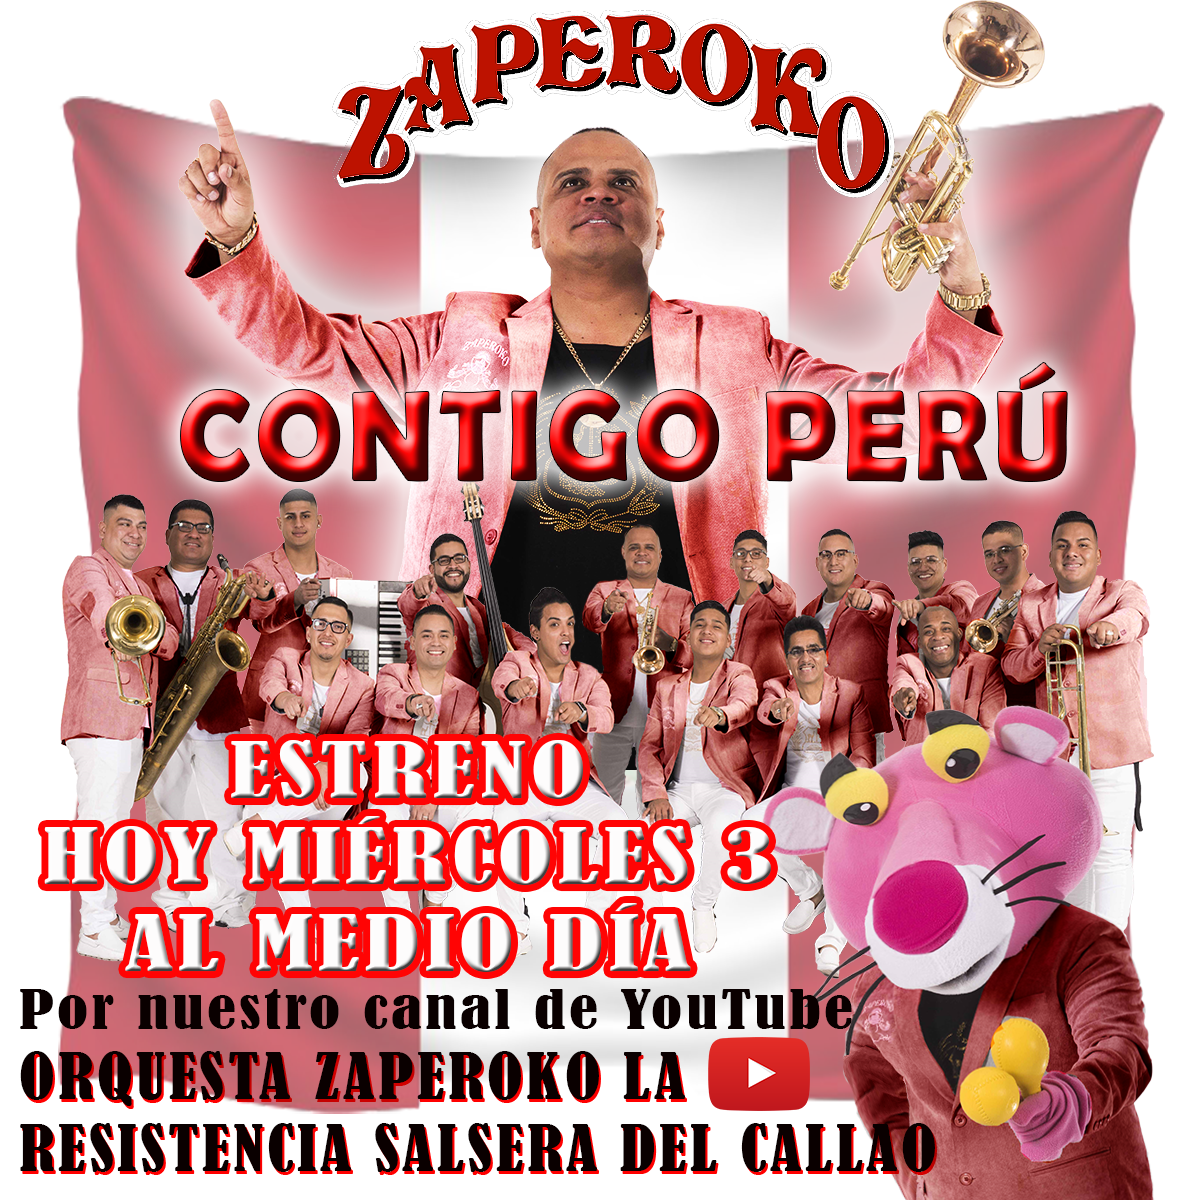 ZAPEROKO
ZAPEROKO
CONTIGO PERÚ
ESTRENO
HOY MIÉRCOLES 3
AL MEDIO DÍA
Por nuestro canal de YouTube
ORQUESTA ZAPEROKO LA
RESISTENCIA SALSERA DEL CALLAO